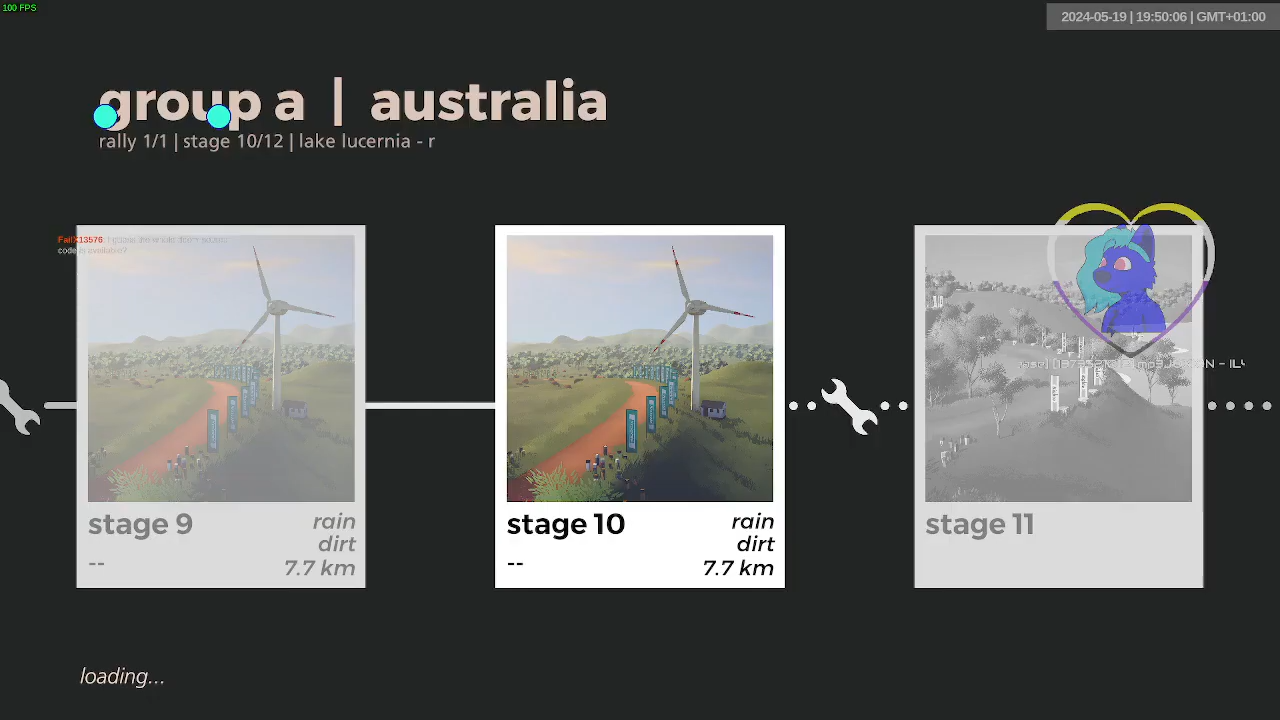 100 FPS
2024-05-19 | 19:50:06 | GMT+01:00
group a | australia
rally 1/1 | stage 10/12 | lake lucernia - r
stage 9
rain
dirt
-- 7.7 km
stage 10
rain
dirt
-- 7.7 km
stage 11
loading...